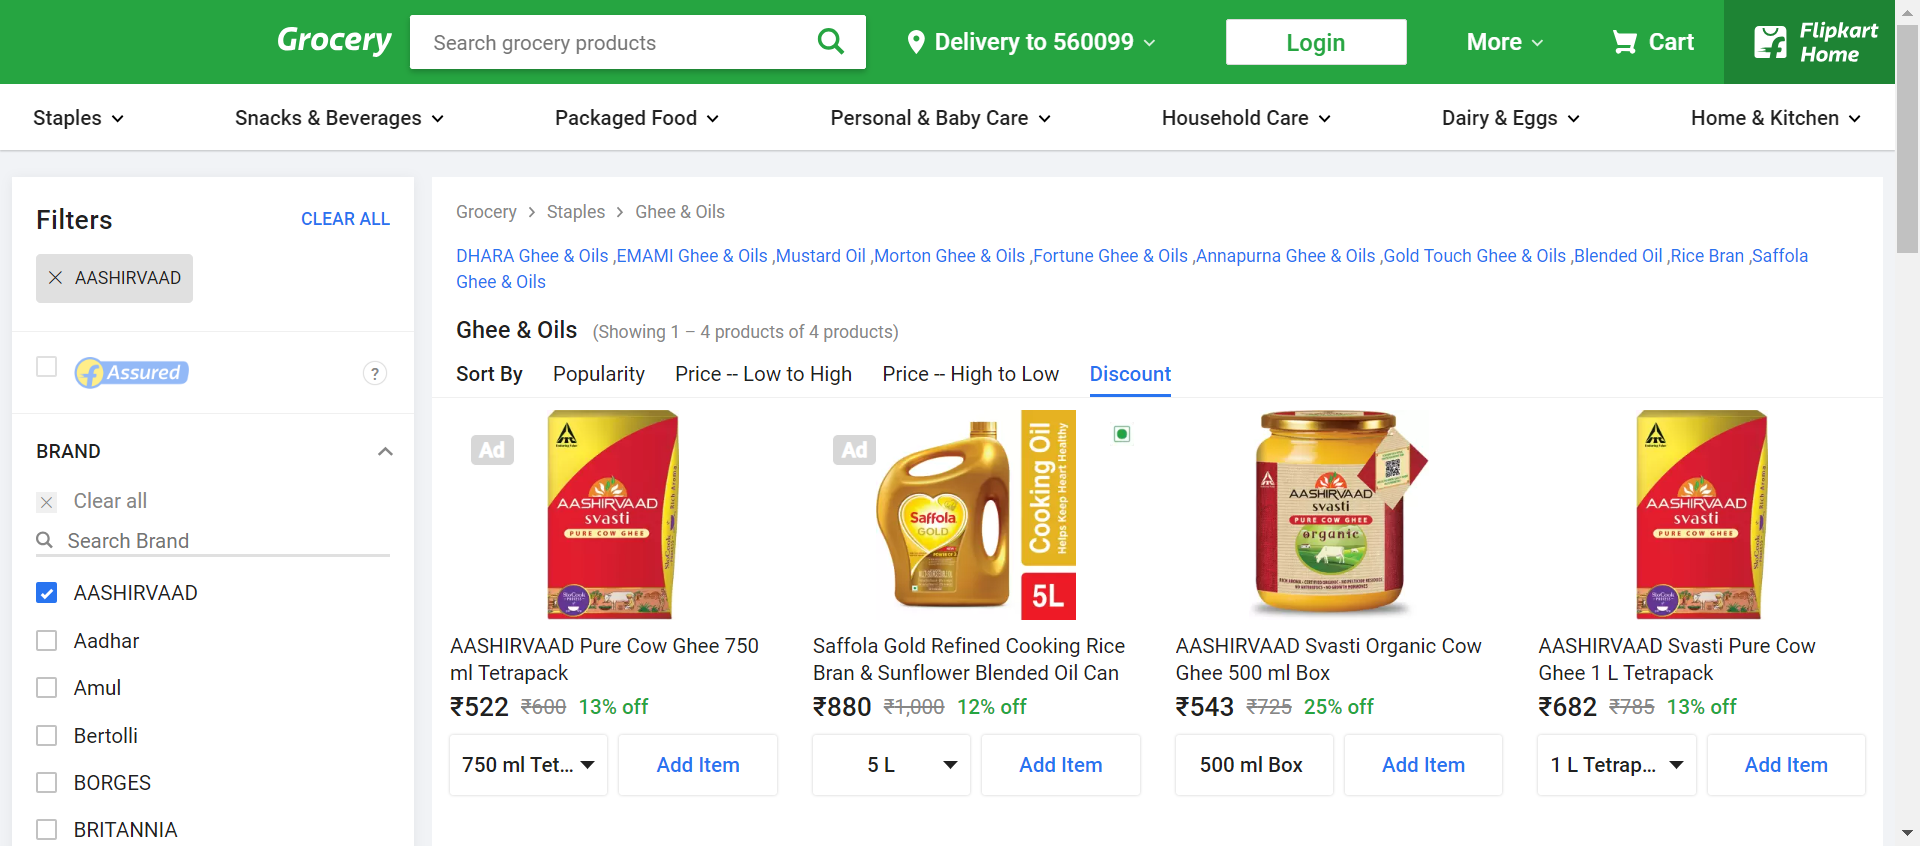 Grocery
Search grocery products
Delivery to 560099
Login
More
Cart
Flipkart
Home
Staples
Snacks & Beverages
Packaged Food
Personal & Baby Care
Household Care
Dairy & Eggs
Home & Kitchen
Filters
CLEAR ALL
AASHIRVAAD
Assured
?
BRAND
Clear all
Search Brand
AASHIRVAAD
Aadhar
Amul
Bertolli
BORGES
BRITANNIA
Grocery > Staples > Ghee & Oils
DHARA Ghee & Oils ,EMAMI Ghee & Oils ,Mustard Oil ,Morton Ghee & Oils ,Fortune Ghee & Oils ,Annapurna Ghee & Oils ,Gold Touch Ghee & Oils ,Blended Oil ,Rice Bran ,Saffola
Ghee & Oils
Ghee & Oils (Showing 1 – 4 products of 4 products)
Sort By Popularity Price -- Low to High Price -- High to Low Discount
Ad
AASHIRVAAD
svasti
PURE COW GHEE
AASHIRVAAD Pure Cow Ghee 750
ml Tetrapack
₹522 ₹600 13% off
750 ml Tet...
Add Item
Ad
Saffola
GOLD
Cooking Oil
Helps Keep Heart Healthy
5L
Saffola Gold Refined Cooking Rice
Bran & Sunflower Blended Oil Can
₹880 ₹1,000 12% off
5 L
Add Item
AASHIRVAAD
svasti
PURE COW GHEE
organic
AASHIRVAAD Svasti Organic Cow
Ghee 500 ml Box
₹543 ₹725 25% off
500 ml Box
Add Item
AASHIRVAAD
svasti
PURE COW GHEE
AASHIRVAAD Svasti Pure Cow
Ghee 1 L Tetrapack
₹682 ₹785 13% off
1 L Tetrap...
Add Item